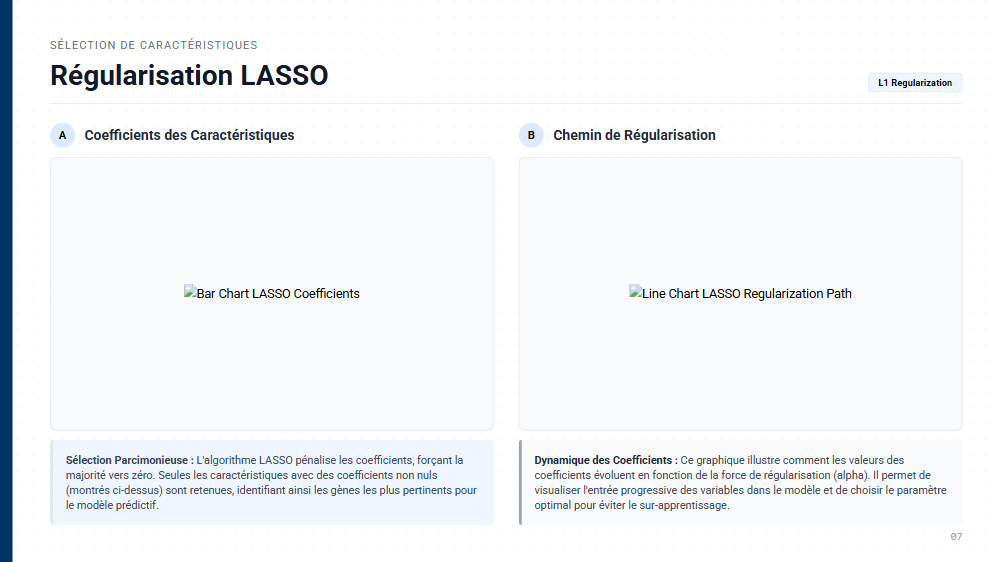 SÉLECTION DE CARACTÉRISTIQUES
Régularisation LASSO
L1 Regularization
A
Coefficients des Caractéristiques
Bar Chart LASSO Coefficients
Sélection Parcimonieuse : L'algorithme LASSO pénalise les coefficients, forçant la
majorité vers zéro. Seules les caractéristiques avec des coefficients non nuls
(montrés ci-dessus) sont retenues, identifiant ainsi les gènes les plus pertinents pour
le modèle prédictif.
B
Chemin de Régularisation
Line Chart LASSO Regularization Path
Dynamique des Coefficients : Ce graphique illustre comment les valeurs des
coefficients évoluent en fonction de la force de régularisation (alpha). Il permet de
visualiser l'entrée progressive des variables dans le modèle et de choisir le paramètre
optimal pour éviter le sur-apprentissage.
07